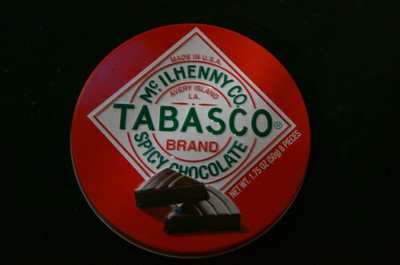 MADE IN U.S.A.
McILHENNY CO.
AVERY ISLAND
LA.
TABASCO®
BRAND
SPICY CHOCOLATE
NET WT. 1.75 OZ (50g) 8 PIECES